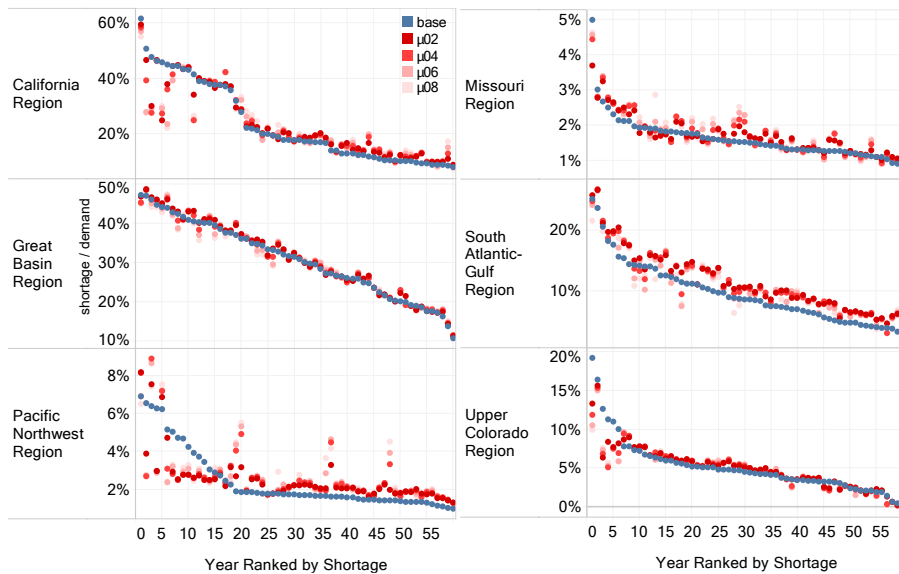 base
μ02
μ04
μ06
μ08
60%
40%
20%
California
Region
50%
40%
30%
20%
10%
Great
Basin
Region
shortage / demand
8%
6%
4%
2%
Pacific
Northwest
Region
0 5 10 15 20 25 30 35 40 45 50 55
Year Ranked by Shortage
5%
4%
3%
2%
1%
Missouri
Region
20%
10%
South
Atlantic-
Gulf
Region
20%
15%
10%
5%
0%
Upper
Colorado
Region
0 5 10 15 20 25 30 35 40 45 50 55
Year Ranked by Shortage